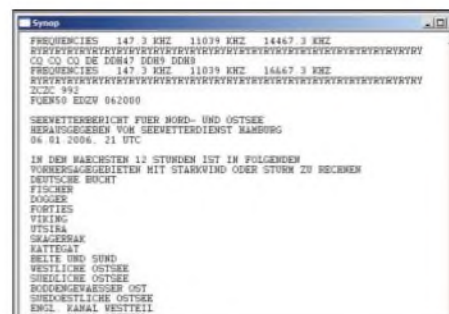 Synop
FREQUENCIES 147.3 KHZ 11039 KHZ 14467.3 KHZ
RYRYRYRYRYRYRYRYRYRYRYRYRYRYRYRYRYRYRYRYRYRYRYRYRYRYRYRYRYRYRYRYRY
CQ CQ CQ DE DDH47 DDH9 DDH8
FREQUENCIES 147.3 KHZ 11039 KHZ 16467.3 KHZ
RYRYRYRYRYRYRYRYRYRYRYRYRYRYRYRYRYRYRYRYRYRYRYRYRYRYRYRYRYRYRYRYRY
ZCZC 992
FQEN50 EDZW 062000
SEEWETTERBERICHT FUER NORD- UND OSTSEE
HERAUSGEGEBEN VOM SEEWETTERDIENST HAMBURG
06.01.2006, 21 UTC
IN DEN NAECHSTEN 12 STUNDEN IST IN FOLGENDEN
VORHERSAGEGEBIETEN MIT STARKWIND ODER STURM ZU RECHNEN
DEUTSCHE BUCHT
FISCHER
DOGGER
FORTIES
VIKING
UTSIRA
SKAGERRAK
KATTEGAT
BELTE UND SUND
WESTLICHE OSTSEE
SUEDLICHE OSTSEE
BODDENGEWAESSER OST
SUEDOESTLICHE OSTSEE
ENGL. KANAL WESTTEIL